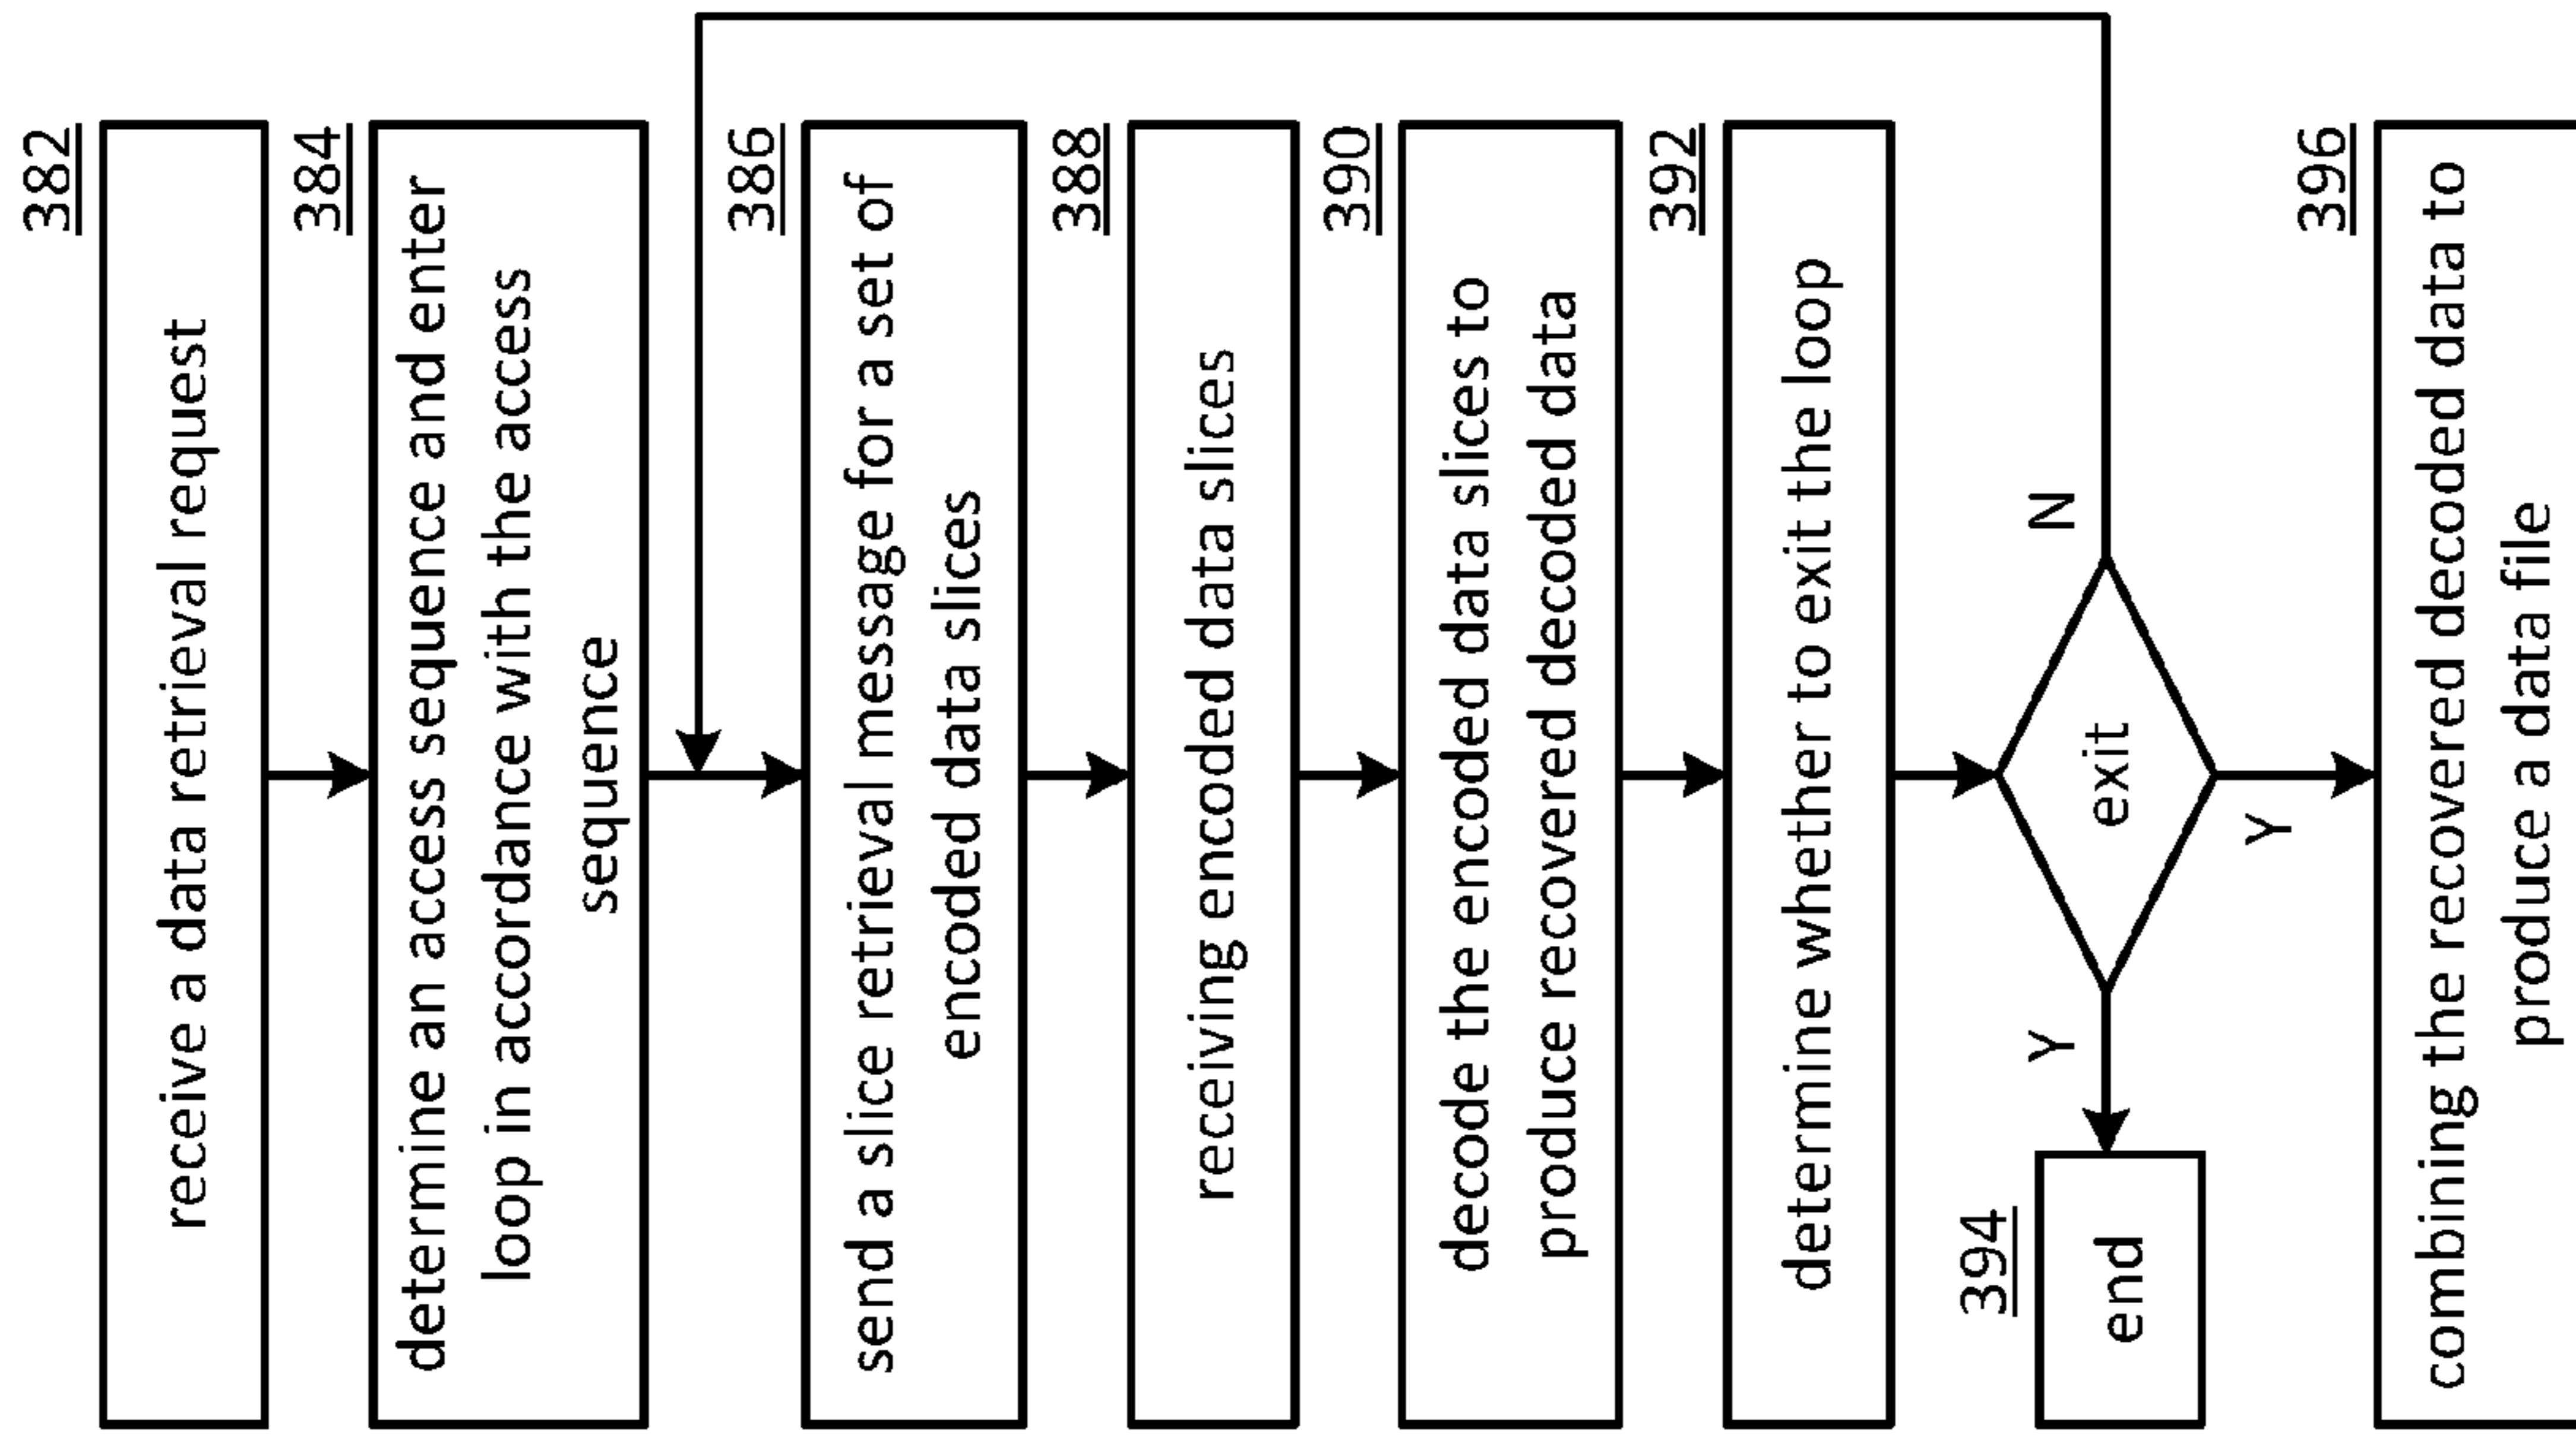 382
receive a data retrieval request
384
determine an access sequence and enter
loop in accordance with the access
sequence
386
send a slice retrieval message for a set of
encoded data slices
388
receiving encoded data slices
390
decode the encoded data slices to
produce recovered decoded data
392
determine whether to exit the loop
394
end
Y
exit
N
Y
396
combining the recovered decoded data to
produce a data file